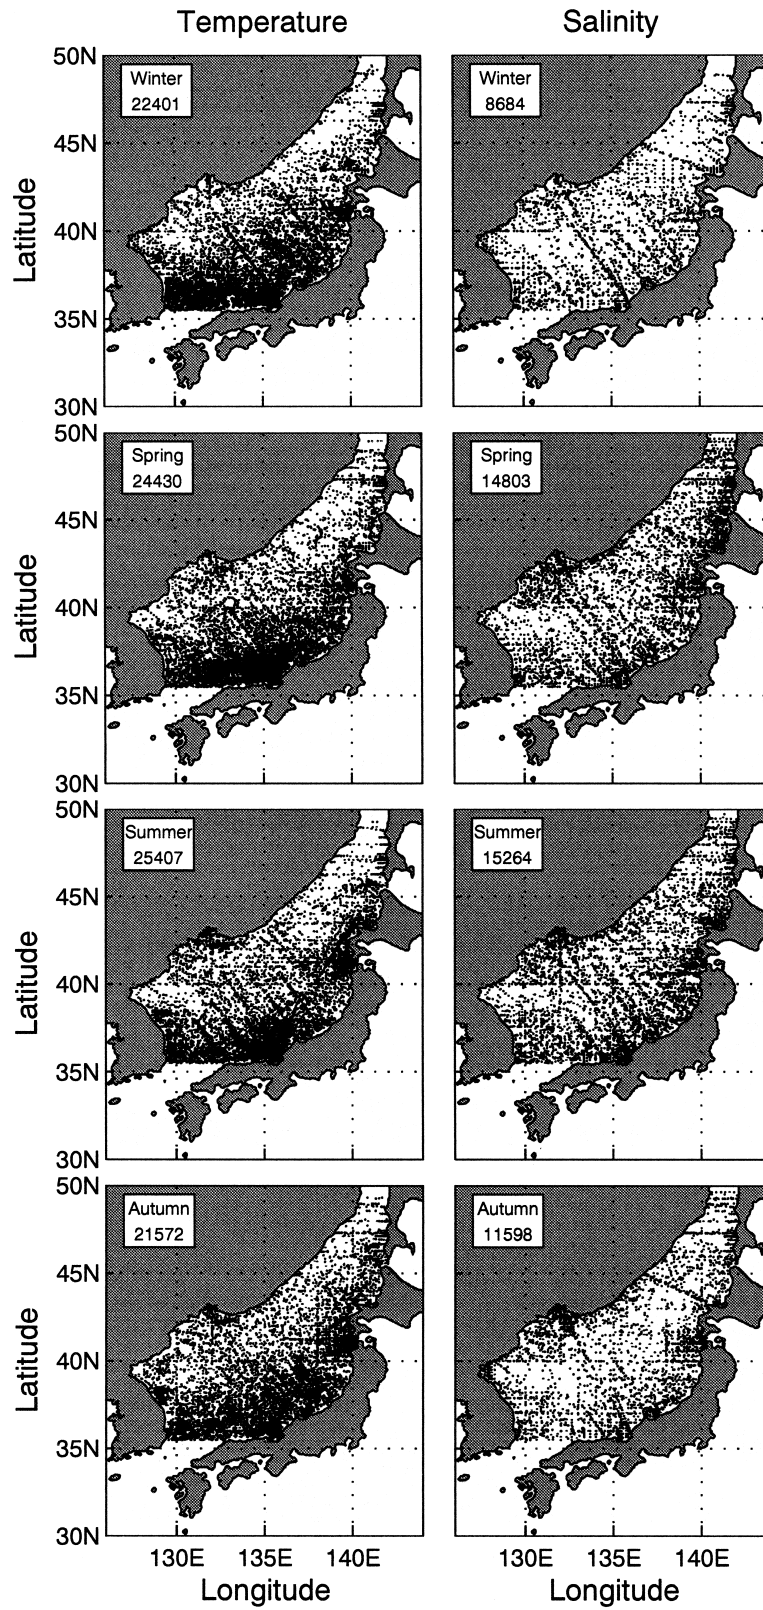 Temperature Salinity
50N
Winter Winter
22401 8684
45N
Latitude
40N
35N
30N
50N
Spring Spring
24430 14803
45N
Latitude
40N
35N
30N
50N
Summer Summer
25407 15264
45N
Latitude
40N
35N
30N
50N
Autumn Autumn
21572 11598
45N
Latitude
40N
35N
30N
130E 135E 140E 130E 135E 140E
Longitude Longitude